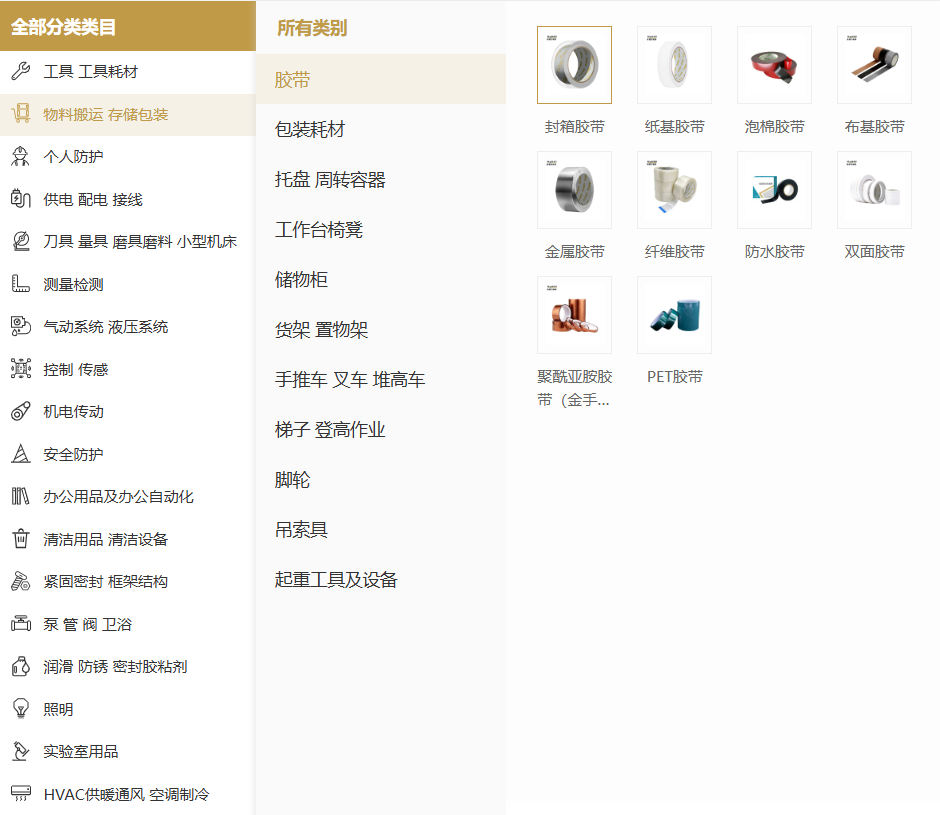 全部分类类目
工具 工具耗材
物料搬运 存储包装
个人防护
供电 配电 接线
刀具 量具 磨具磨料 小型机床
测量检测
气动系统 液压系统
控制 传感
机电传动
安全防护
办公用品及办公自动化
清洁用品 清洁设备
紧固密封 框架结构
泵 管 阀 卫浴
润滑 防锈 密封胶粘剂
照明
实验室用品
HVAC供暖通风 空调制冷
所有类别
胶带
包装耗材
托盘 周转容器
工作台椅凳
储物柜
货架 置物架
手推车 叉车 堆高车
梯子 登高作业
脚轮
吊索具
起重工具及设备
封箱胶带
纸基胶带
泡棉胶带
布基胶带
金属胶带
纤维胶带
防水胶带
双面胶带
聚酰亚胺胶
带（金手...
PET胶带